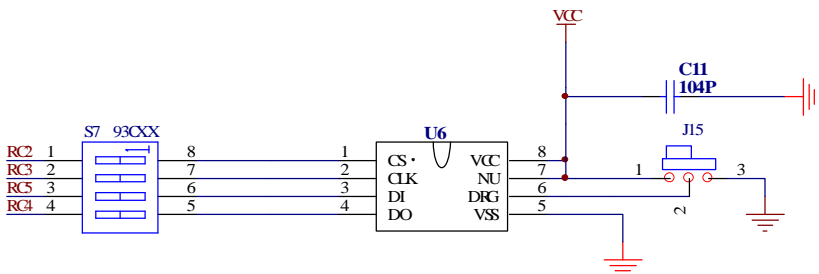 VCC
C11
104P
S7 93CXX
U6
J15
RC2 1 8 1 CS VCC 8
RC3 2 7 2 CLK NU 7 1 3
RC5 3 6 3 DI DRG 6
RC4 4 5 4 DO VSS 5 2